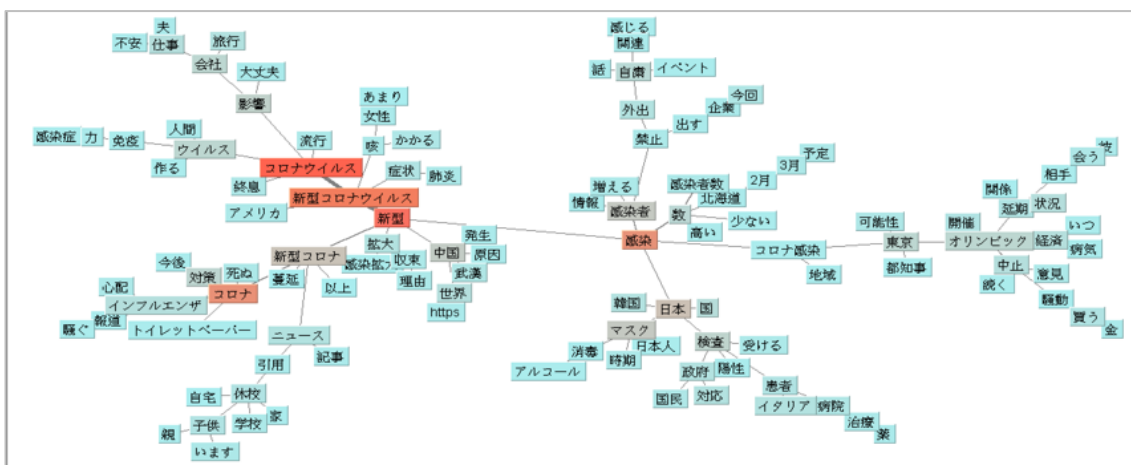 夫
不安
仕事
旅行
会社
大丈夫
影響
あまり
女性
人間
流行
咳
かかる
感染症
力
免疫
ウイルス
作る
コロナウイルス
終息
症状
肺炎
新型コロナウイルス
アメリカ
新型
感じる
関連
話
自粛
イベント
外出
今回
企業
出す
禁止
予定
3月
2月
増える
情報
感染者
感染者数
北海道
数
少ない
高い
感染
コロナ感染
地域
可能性
東京
都知事
会う
相手
関係
延期
状況
開催
オリンピック
経済
いつ
病気
中止
意見
続く
騒動
買う
金
新型コロナ
拡大
感染拡大
収束
理由
中国
発生
原因
武漢
世界
https
今後
対策
死ぬ
蔓延
以上
コロナ
心配
インフルエンザ
騒ぐ
報道
トイレットペーパー
ニュース
記事
引用
自宅
休校
家
学校
子供
親
います
韓国
日本
国
マスク
日本人
時期
消毒
アルコール
検査
受ける
政府
陽性
国民
対応
患者
イタリア
病院
治療
薬